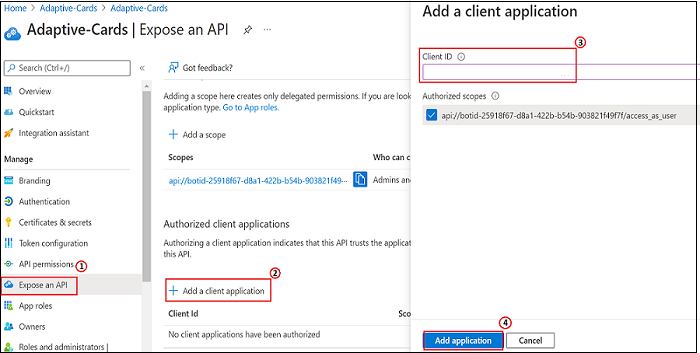 Home > Adaptive-Cards > Adaptive-Cards
Adaptive-Cards | Expose an API
Search (Ctrl+/)
Overview
Quickstart
Integration assistant
Manage
Branding
Authentication
Certificates & secrets
Token configuration
API permissions
1
Expose an API
App roles
Owners
Roles and administrators |
Got feedback?
Adding a scope here creates only delegated permissions. If you are look
application type. Go to App roles.
Add a scope
Scopes Who can c
api://botid-25918f67-d8a1-422b-b54b-903821f49... Admins and
Authorized client applications
Authorizing a client application indicates that this API trusts the applicat
this API.
2
Add a client application
Client Id Sco
No client applications have been authorized
Add a client application
3
Client ID
Authorized scopes
api://botid-25918f67-d8a1-422b-b54b-903821f49f7f/access_as_user
4
Add application Cancel